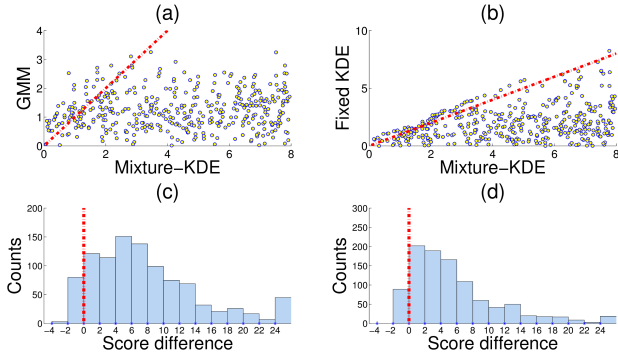 (a)
4
3
2
1
0
GMM
0 2 4 6 8
Mixture−KDE
(b)
10
5
0
Fixed KDE
0 2 4 6 8
Mixture−KDE
(c)
200
150
100
50
0
Counts
−4 −2 0 2 4 6 8 10 12 14 16 18 20 22 24
Score difference
(d)
300
250
200
150
100
50
0
Counts
−4 −2 0 2 4 6 8 10 12 14 16 18 20 22 24 26
Score difference